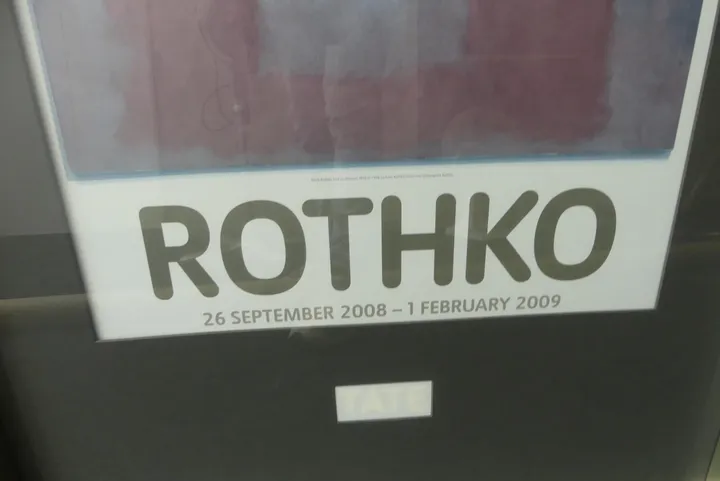 ROTHKO
26 SEPTEMBER 2008 – 1 FEBRUARY 2009
TATE